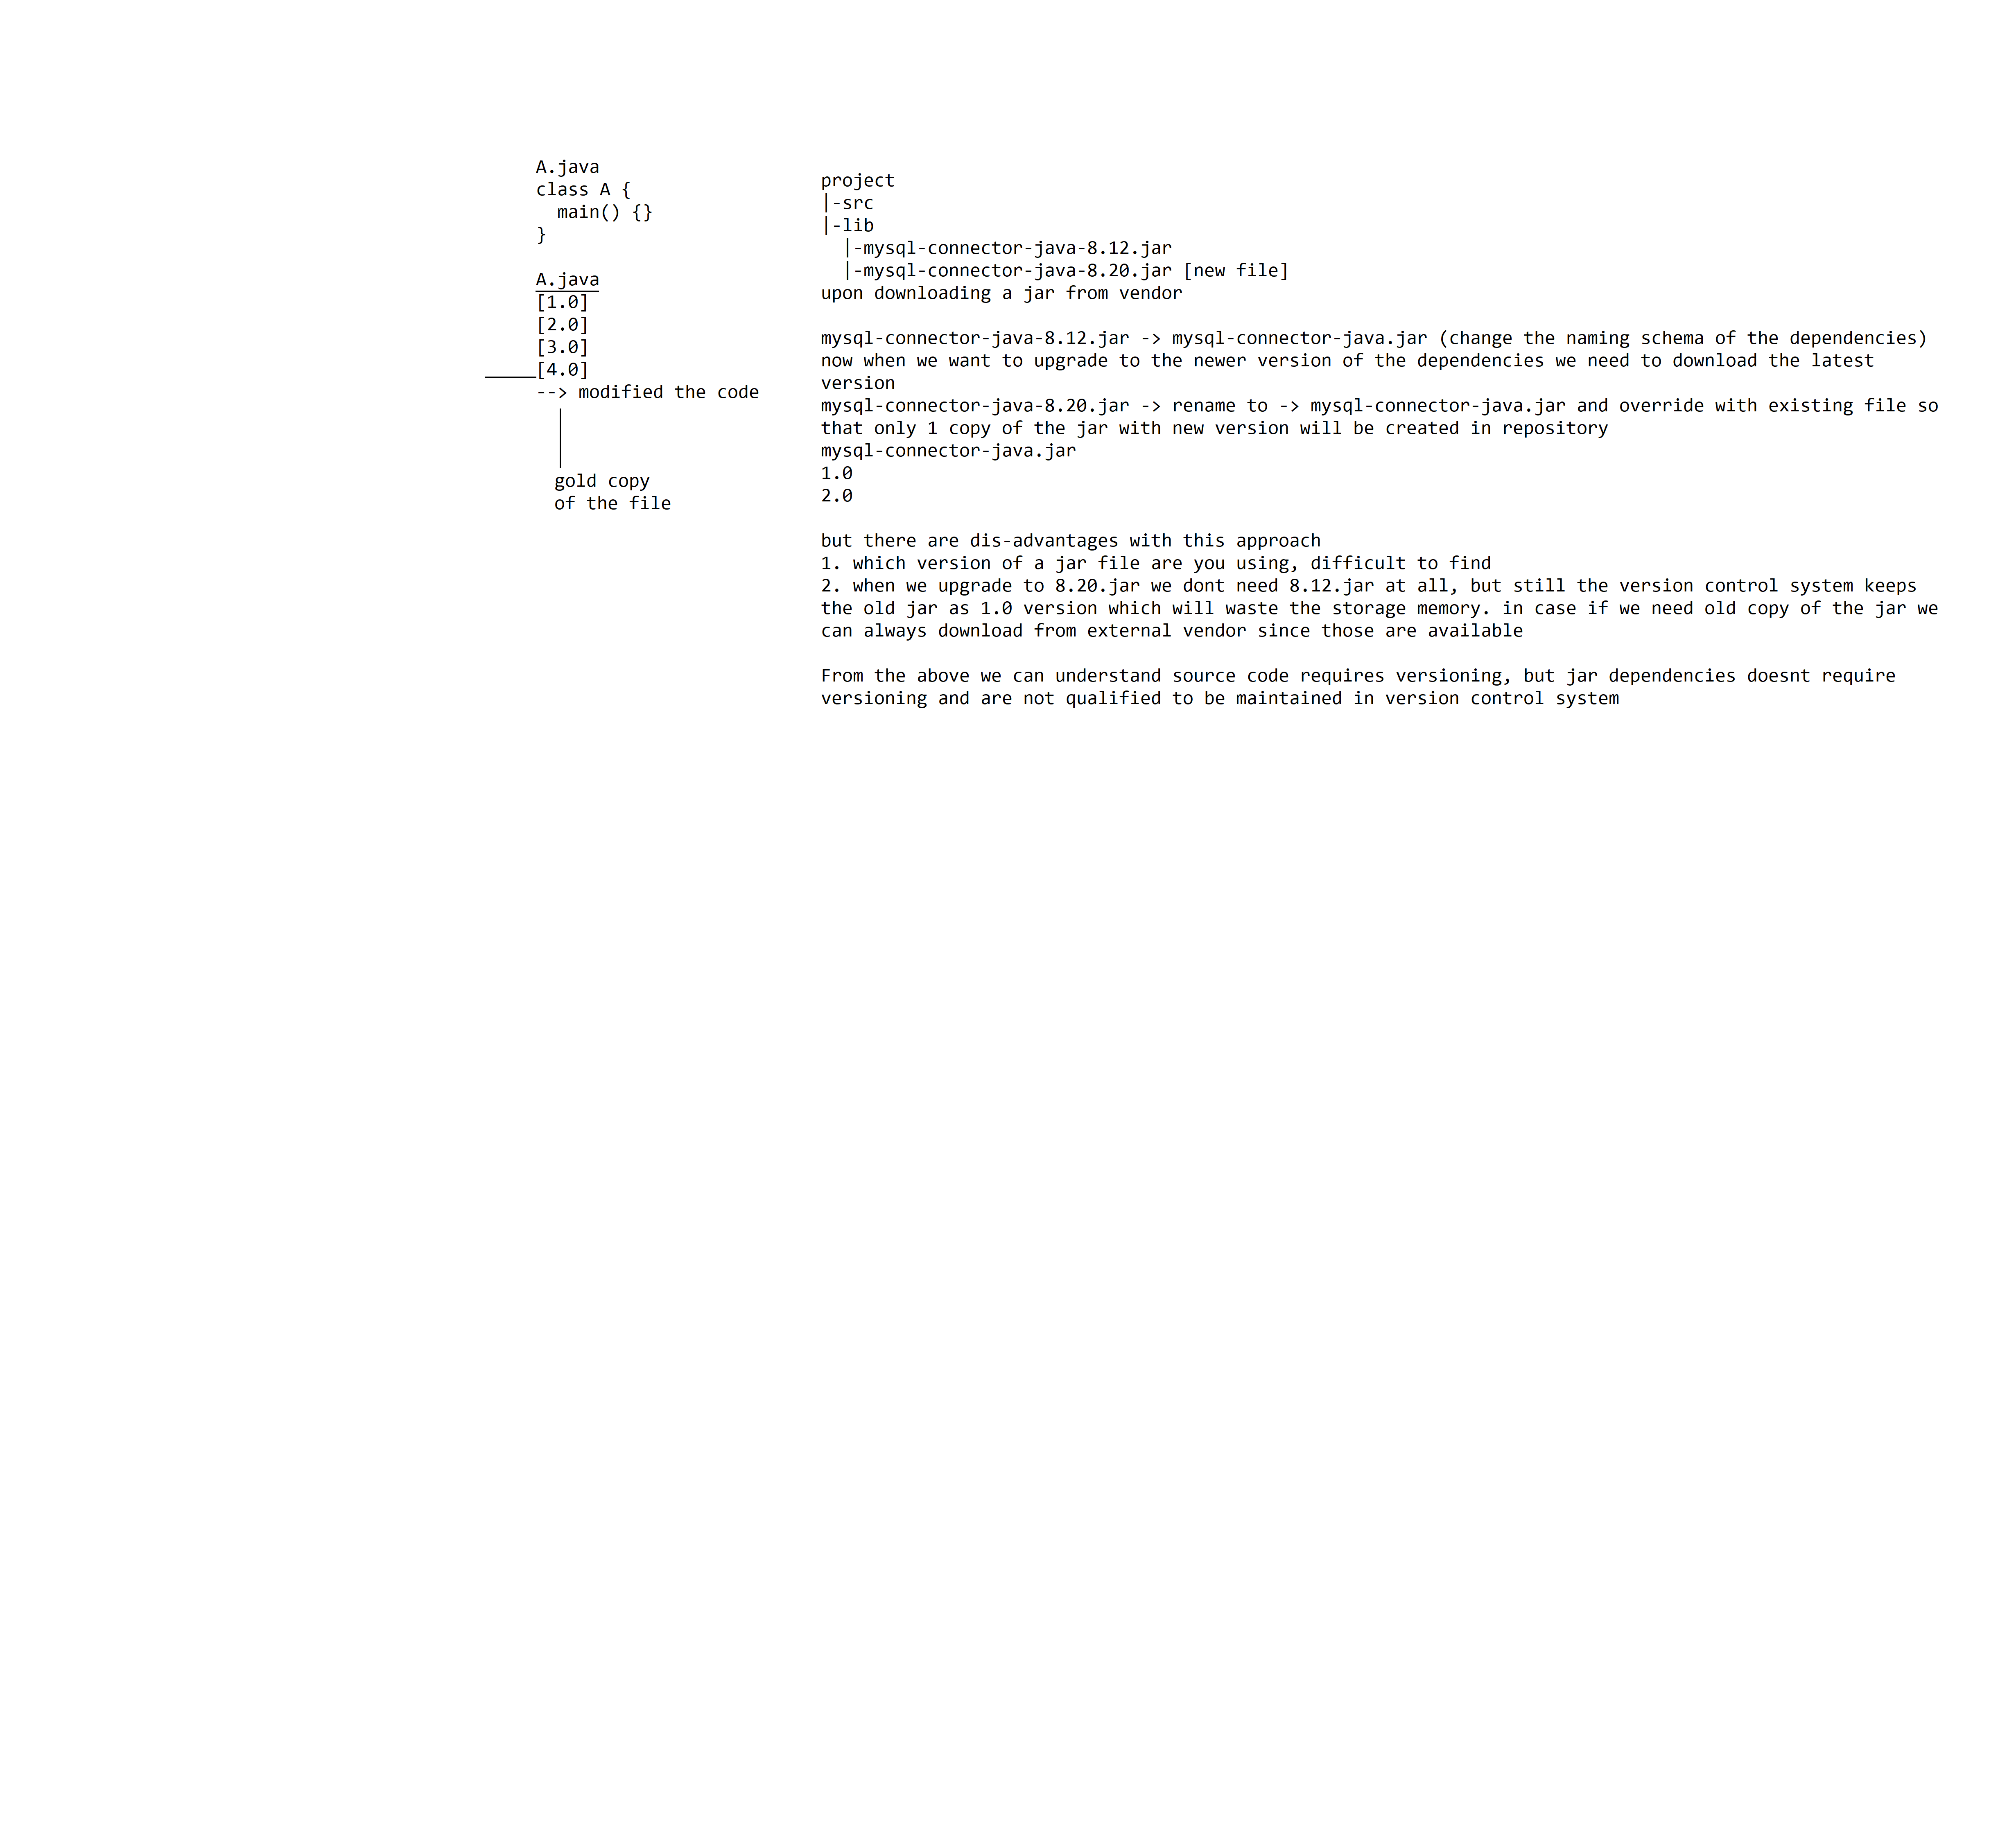 A.java
class A {
  main() {}
}
A.java
[1.0]
[2.0]
[3.0]
[4.0]
--> modified the code
gold copy
of the file
project
|-src
|-lib
  |-mysql-connector-java-8.12.jar
  |-mysql-connector-java-8.20.jar [new file]
upon downloading a jar from vendor
mysql-connector-java-8.12.jar -> mysql-connector-java.jar (change the naming schema of the dependencies)
now when we want to upgrade to the newer version of the dependencies we need to download the latest
version
mysql-connector-java-8.20.jar -> rename to -> mysql-connector-java.jar and override with existing file so
that only 1 copy of the jar with new version will be created in repository
mysql-connector-java.jar
1.0
2.0
but there are dis-advantages with this approach
1. which version of a jar file are you using, difficult to find
2. when we upgrade to 8.20.jar we dont need 8.12.jar at all, but still the version control system keeps
the old jar as 1.0 version which will waste the storage memory. in case if we need old copy of the jar we
can always download from external vendor since those are available
From the above we can understand source code requires versioning, but jar dependencies doesnt require
versioning and are not qualified to be maintained in version control system